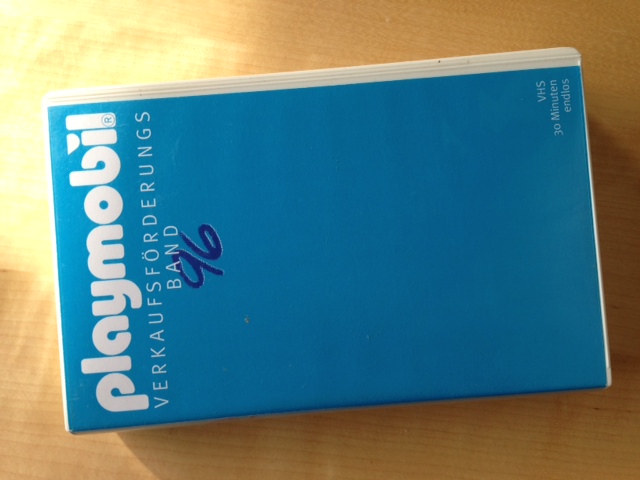 playmobil®
VERKAUFSFÖRDERUNGS
BAND
96
VHS
30 Minuten
endlos